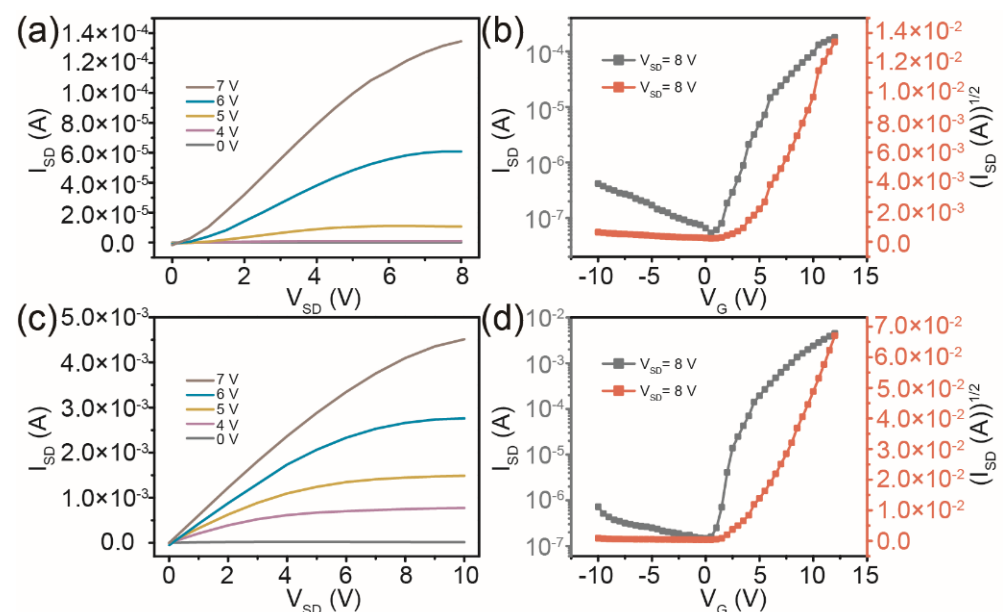 (a)
1.4×10⁻⁴
1.2×10⁻⁴
1.0×10⁻⁴
8.0×10⁻⁵
6.0×10⁻⁵
4.0×10⁻⁵
2.0×10⁻⁵
0.0
I_SD (A)
7 V
6 V
5 V
4 V
0 V
0 2 4 6 8
V_SD (V)
(b)
10⁻⁴
10⁻⁵
10⁻⁶
10⁻⁷
I_SD (A)
V_SD= 8 V
V_SD= 8 V
1.4×10⁻²
1.2×10⁻²
1.0×10⁻²
8.0×10⁻³
6.0×10⁻³
4.0×10⁻³
2.0×10⁻³
0.0
(I_SD (A))^1/2
-10 -5 0 5 10 15
V_G (V)
(c)
5.0×10⁻³
3.0×10⁻³
1.0×10⁻³
0.0
I_SD (A)
7 V
6 V
5 V
4 V
0 V
0 2 4 6 8 10
V_SD (V)
(d)
10⁻²
10⁻³
10⁻⁴
10⁻⁵
10⁻⁶
10⁻⁷
I_SD (A)
V_SD= 8 V
V_SD= 8 V
7.0×10⁻²
6.0×10⁻²
5.0×10⁻²
4.0×10⁻²
3.0×10⁻²
2.0×10⁻²
1.0×10⁻²
0.0
(I_SD (A))^1/2
-10 -5 0 5 10 15
V_G (V)